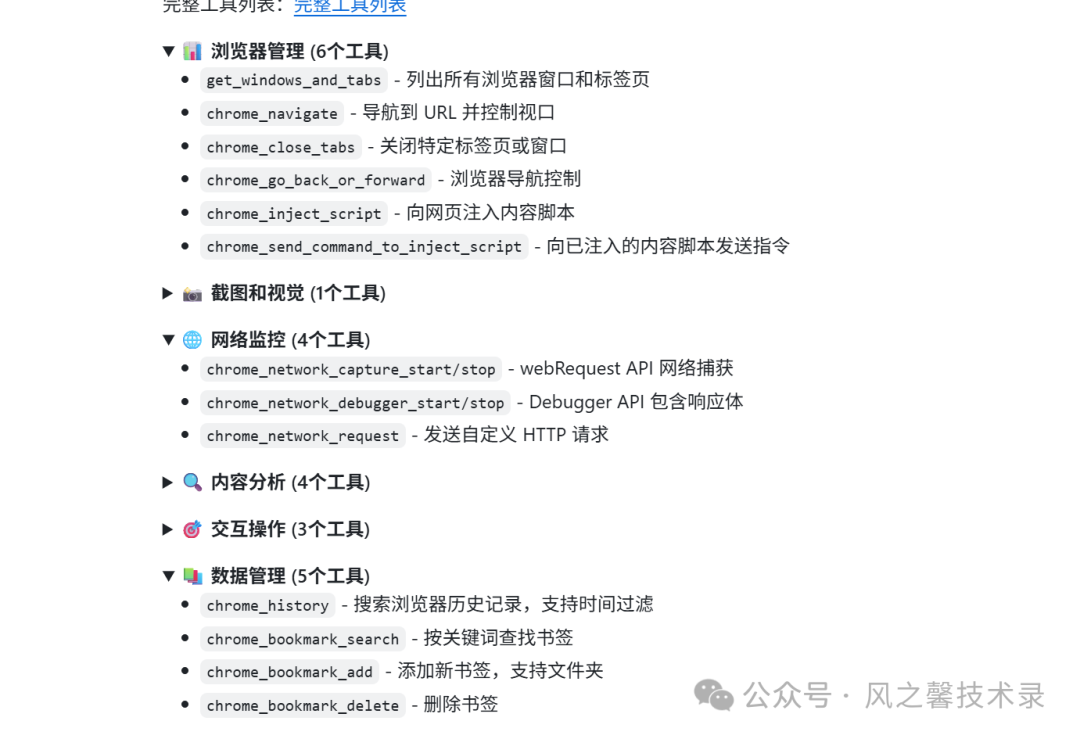 完整工具列表：完整工具列表
浏览器管理 (6个工具)
get_windows_and_tabs - 列出所有浏览器窗口和标签页
chrome_navigate - 导航到 URL 并控制视口
chrome_close_tabs - 关闭特定标签页或窗口
chrome_go_back_or_forward - 浏览器导航控制
chrome_inject_script - 向网页注入内容脚本
chrome_send_command_to_inject_script - 向已注入的内容脚本发送指令
截图和视觉 (1个工具)
网络监控 (4个工具)
chrome_network_capture_start/stop - webRequest API 网络捕获
chrome_network_debugger_start/stop - Debugger API 包含响应体
chrome_network_request - 发送自定义 HTTP 请求
内容分析 (4个工具)
交互操作 (3个工具)
数据管理 (5个工具)
chrome_history - 搜索浏览器历史记录，支持时间过滤
chrome_bookmark_search - 按关键词查找书签
chrome_bookmark_add - 添加新书签，支持文件夹
chrome_bookmark_delete - 删除书签
公众号 · 风之馨技术录